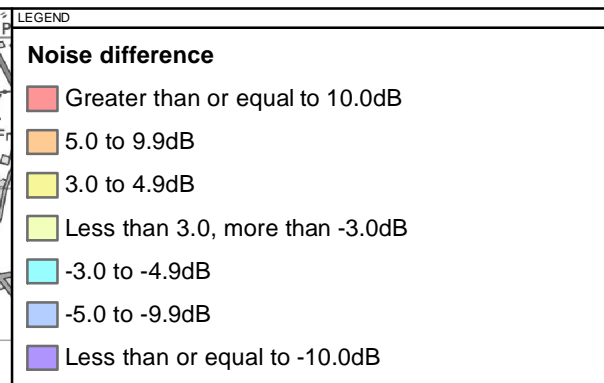 LEGEND
Noise difference
Greater than or equal to 10.0dB
5.0 to 9.9dB
3.0 to 4.9dB
Less than 3.0, more than -3.0dB
-3.0 to -4.9dB
-5.0 to -9.9dB
Less than or equal to -10.0dB